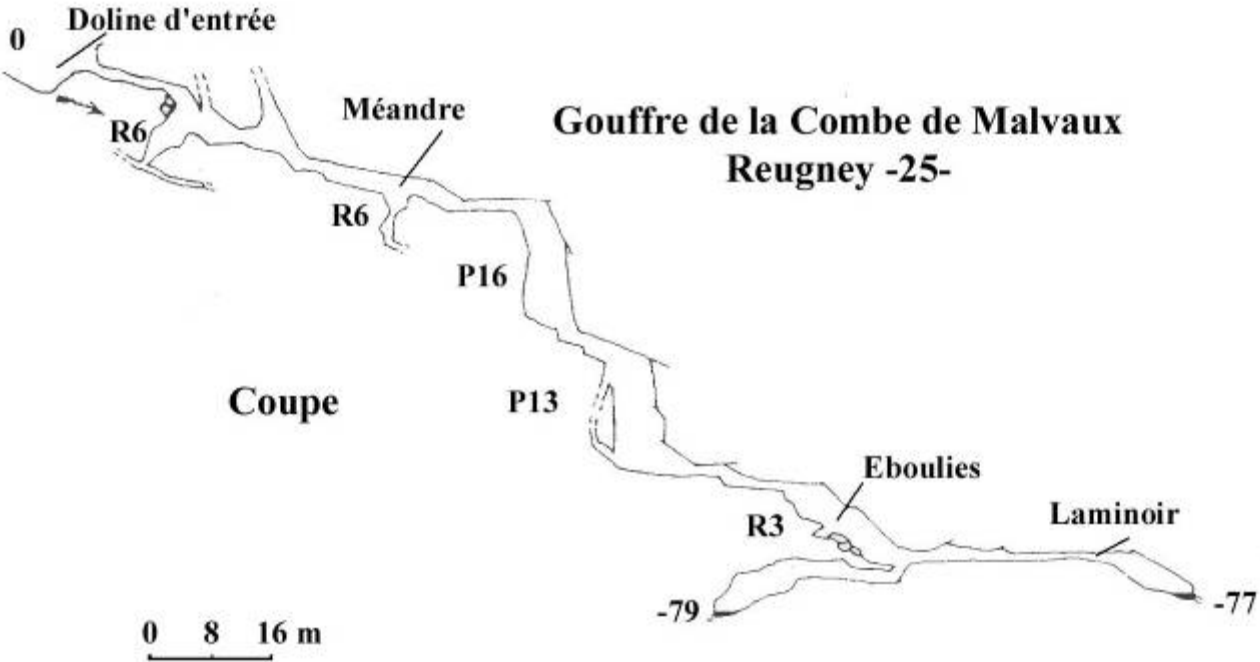 Doline d'entrée
0
R6
Méandre
Gouffre de la Combe de Malvaux
Reugney -25-
R6
P16
Coupe
P13
Eboulies
R3
Laminoir
-79
-77
0 8 16 m